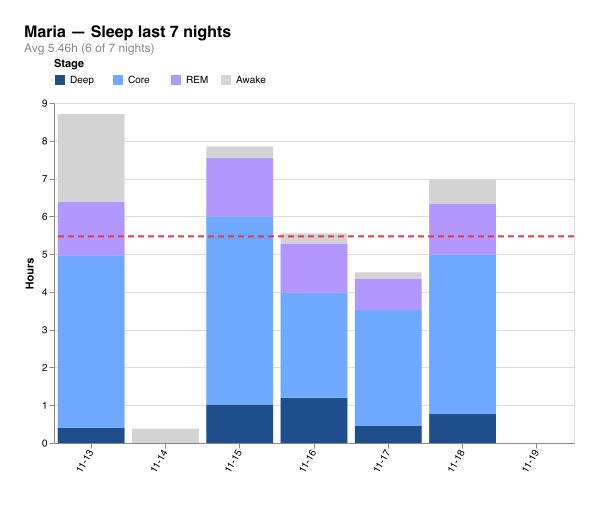 Maria — Sleep last 7 nights
Avg 5.46h (6 of 7 nights)
Stage
Deep Core REM Awake
9
8
7
6
5
4
3
2
1
0
Hours
11-13 11-14 11-15 11-16 11-17 11-18 11-19